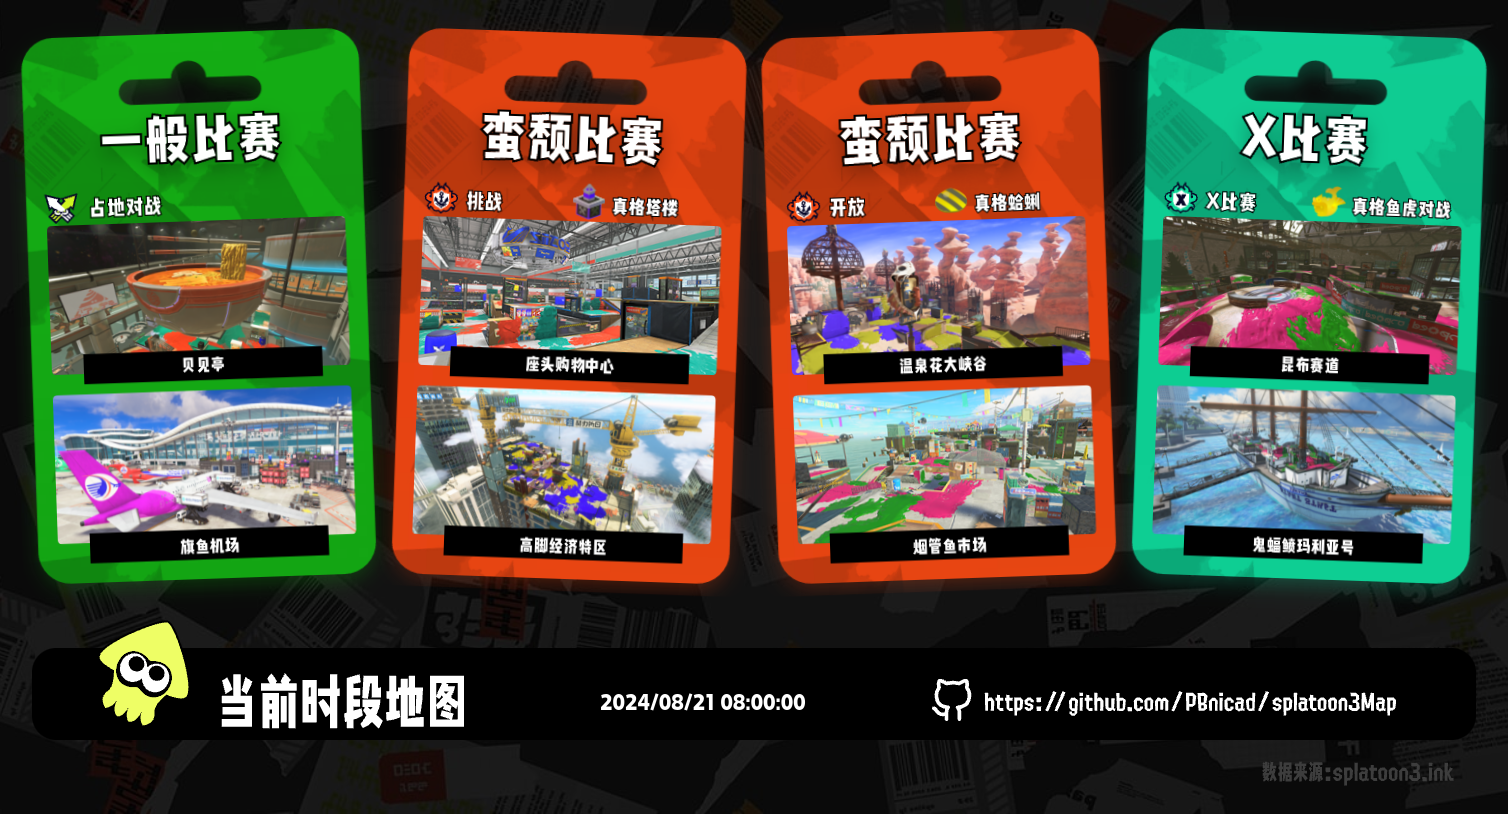 一般比赛
占地对战
贝贝亭
旗鱼机场
蛮颓比赛
挑战
真格塔楼
座头购物中心
高脚经济特区
蛮颓比赛
开放
真格蛤蜊
温泉花大峡谷
烟管鱼市场
X比赛
X比赛
真格鱼虎对战
昆布赛道
鬼蝠鲼玛利亚号
当前时段地图
2024/08/21 08:00:00
https://github.com/PBnicad/splatoon3Map
数据来源:splatoon3.ink